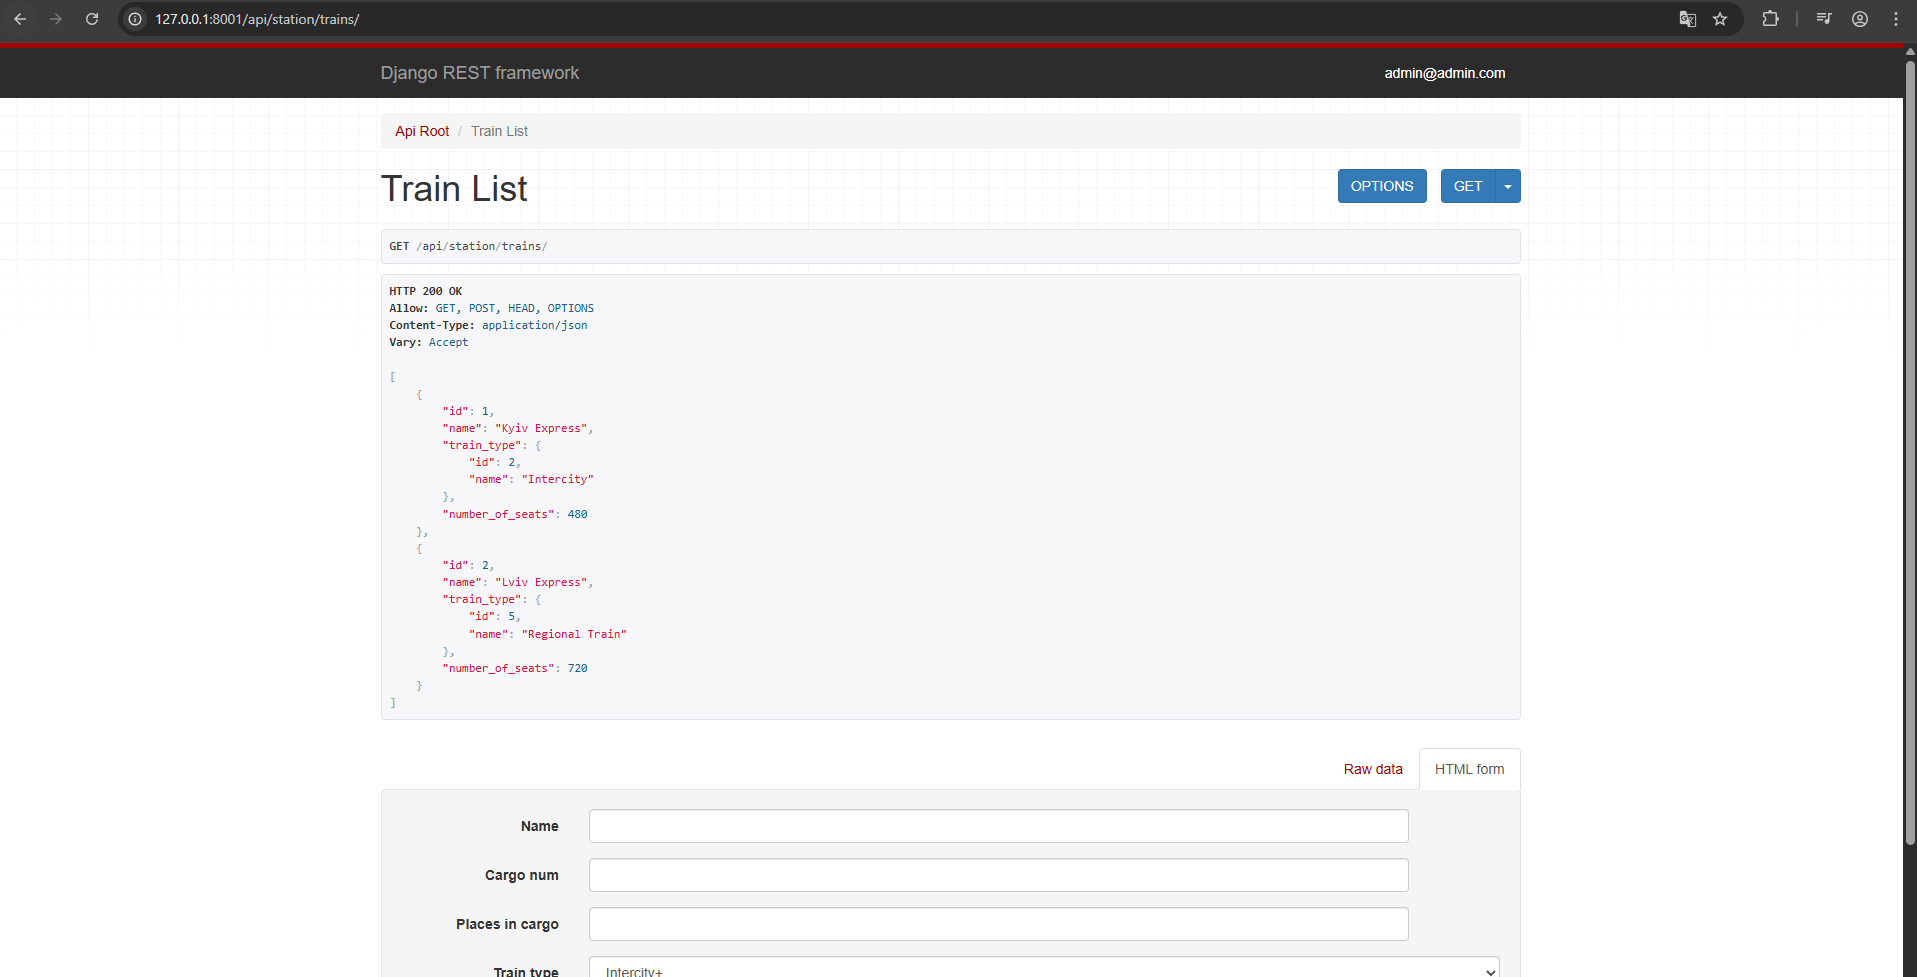 127.0.0.1:8001/api/station/trains/
Django REST framework
admin@admin.com
Api Root / Train List
Train List
OPTIONS
GET
GET /api/station/trains/
HTTP 200 OK
Allow: GET, POST, HEAD, OPTIONS
Content-Type: application/json
Vary: Accept
[
    {
        "id": 1,
        "name": "Kyiv Express",
        "train_type": {
            "id": 2,
            "name": "Intercity"
        },
        "number_of_seats": 480
    },
    {
        "id": 2,
        "name": "Lviv Express",
        "train_type": {
            "id": 5,
            "name": "Regional Train"
        },
        "number_of_seats": 720
    }
]
Raw data
HTML form
Name
Cargo num
Places in cargo
Train type
Intercity+